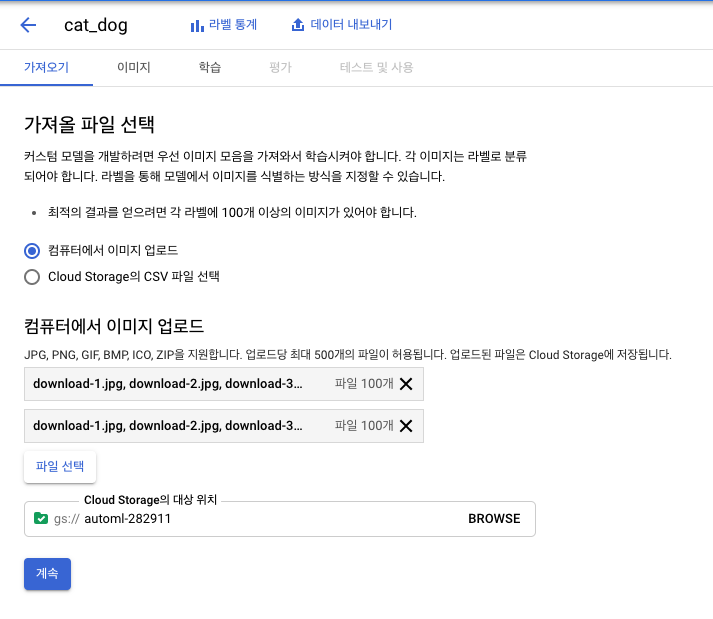 cat_dog
라벨 통계
데이터 내보내기
가져오기
이미지
학습
평가
테스트 및 사용
가져올 파일 선택
커스텀 모델을 개발하려면 우선 이미지 모음을 가져와서 학습시켜야 합니다. 각 이미지는 라벨로 분류
되어야 합니다. 라벨을 통해 모델에서 이미지를 식별하는 방식을 지정할 수 있습니다.
• 최적의 결과를 얻으려면 각 라벨에 100개 이상의 이미지가 있어야 합니다.
컴퓨터에서 이미지 업로드
Cloud Storage의 CSV 파일 선택
컴퓨터에서 이미지 업로드
JPG, PNG, GIF, BMP, ICO, ZIP을 지원합니다. 업로드당 최대 500개의 파일이 허용됩니다. 업로드된 파일은 Cloud Storage에 저장됩니다.
download-1.jpg, download-2.jpg, download-3... 파일 100개
download-1.jpg, download-2.jpg, download-3... 파일 100개
파일 선택
Cloud Storage의 대상 위치
gs:// automl-282911 BROWSE
계속